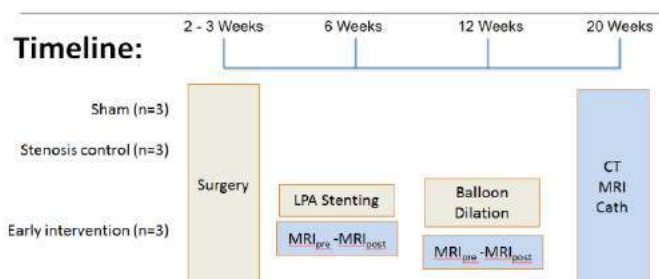 2 - 3 Weeks 6 Weeks 12 Weeks 20 Weeks
Timeline:
Sham (n=3)
Stenosis control (n=3)
Surgery
CT
MRI
Cath
LPA Stenting
Balloon
Dilation
Early intervention (n=3)
MRIpre -MRIpost
MRIpre -MRIpost